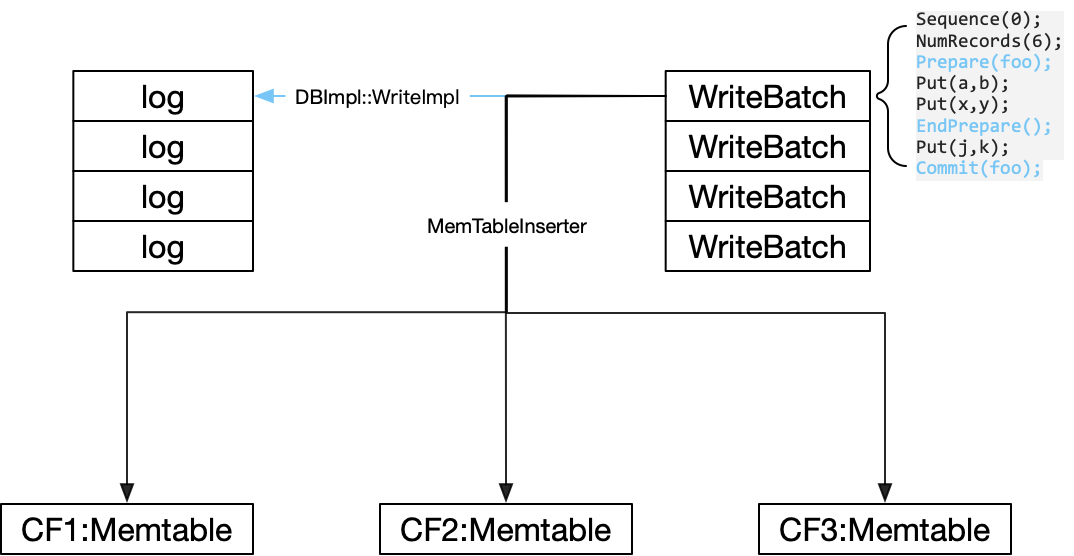 Sequence(0);
NumRecords(6);
Prepare(foo);
Put(a,b);
Put(x,y);
EndPrepare();
Put(j,k);
Commit(foo);
log
DBImpl::WriteImpl
WriteBatch
log
WriteBatch
log
WriteBatch
MemTableInserter
log
WriteBatch
CF1:Memtable
CF2:Memtable
CF3:Memtable